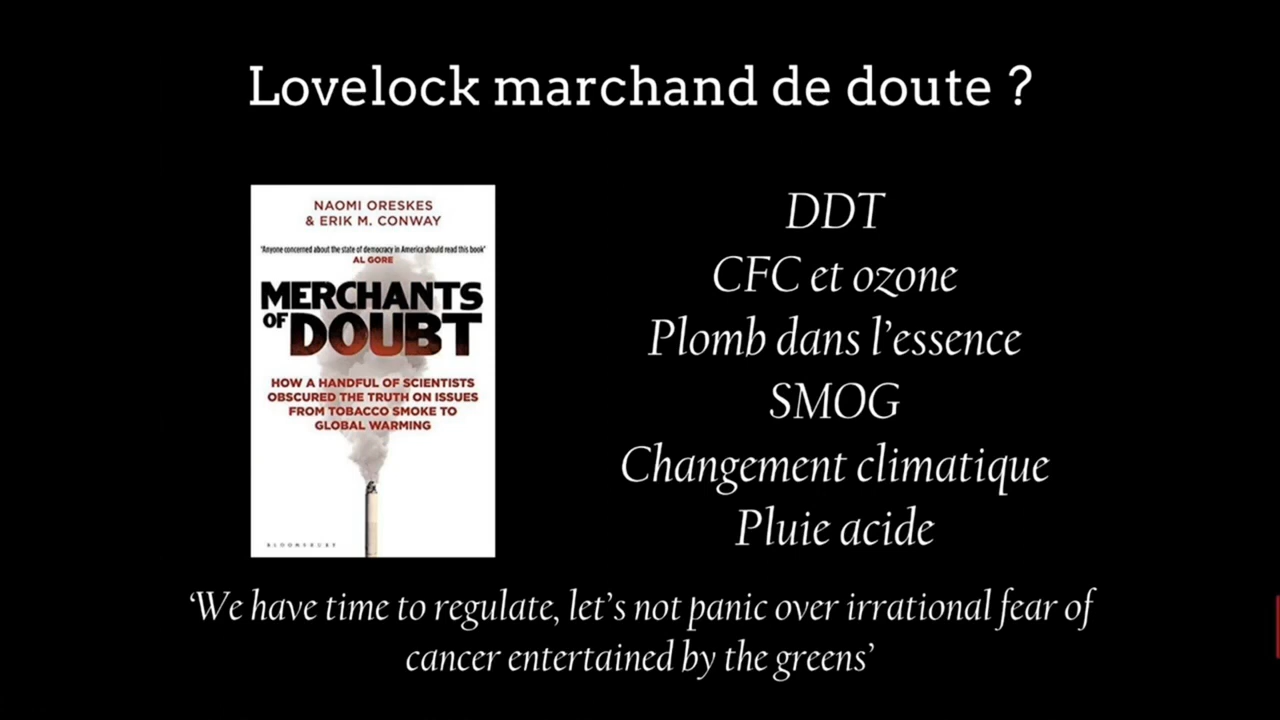 Lovelock marchand de doute ?
NAOMI ORESKES
& ERIK M. CONWAY
'Anyone concerned about the state of democracy in America should read this book'
AL GORE
MERCHANTS
OF DOUBT
HOW A HANDFUL OF SCIENTISTS
OBSCURED THE TRUTH ON ISSUES
FROM TOBACCO SMOKE TO
GLOBAL WARMING
BLOOMSBURY
DDT
CFC et ozone
Plomb dans l’essence
SMOG
Changement climatique
Pluie acide
‘We have time to regulate, let’s not panic over irrational fear of
cancer entertained by the greens’